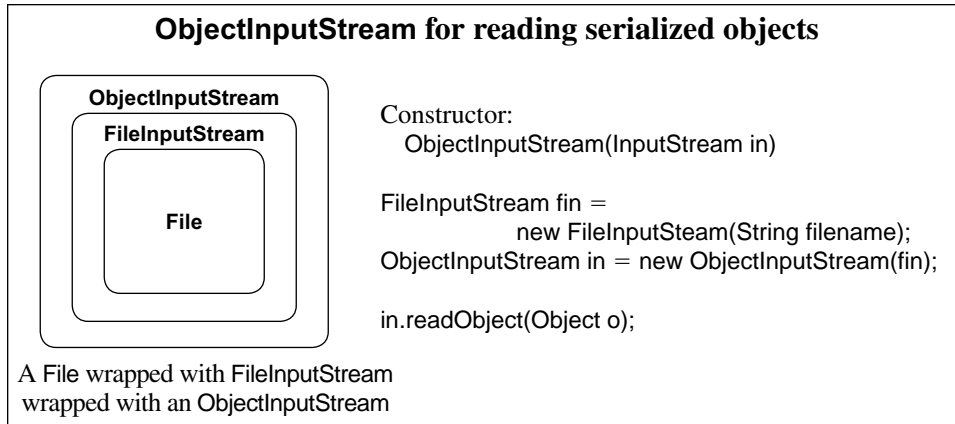 ObjectInputStream for reading serialized objects
ObjectInputStream
FileInputStream
File
A File wrapped with FileInputStream
wrapped with an ObjectInputStream
Constructor:
ObjectInputStream(InputStream in)
FileInputStream fin =
new FileInputSteam(String filename);
ObjectInputStream in = new ObjectInputStream(fin);
in.readObject(Object o);